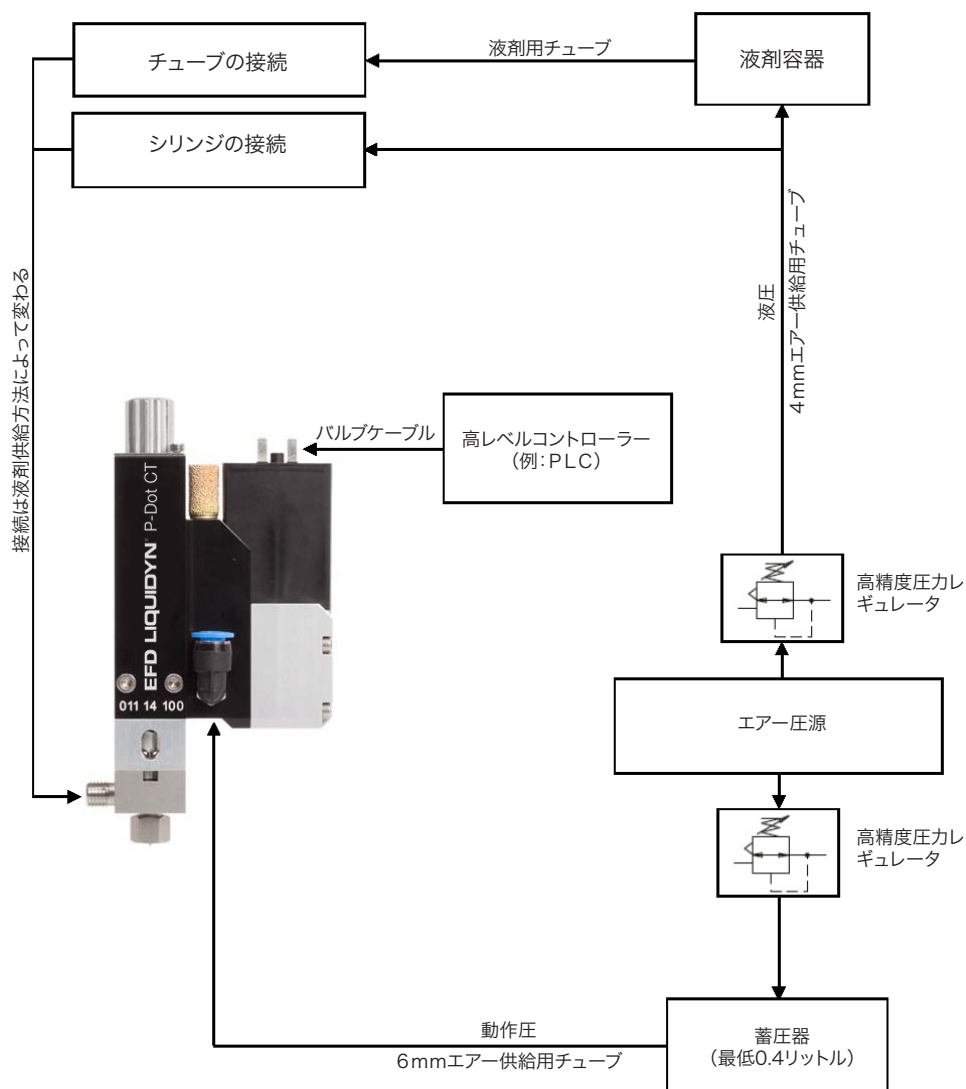 チューブの接続
液剤用チューブ
液剤容器
シリンジの接続
接続は液剤供給方法によって変わる
液圧
4mmエアー供給用チューブ
バルブケーブル
高レベルコントローラー
（例：PLC）
EFD LIQUIDYN® P-Dot CT
011 14 100
高精度圧力レ
ギュレータ
エアー圧源
高精度圧力レ
ギュレータ
動作圧
6mmエアー供給用チューブ
蓄圧器
（最低0.4リットル）